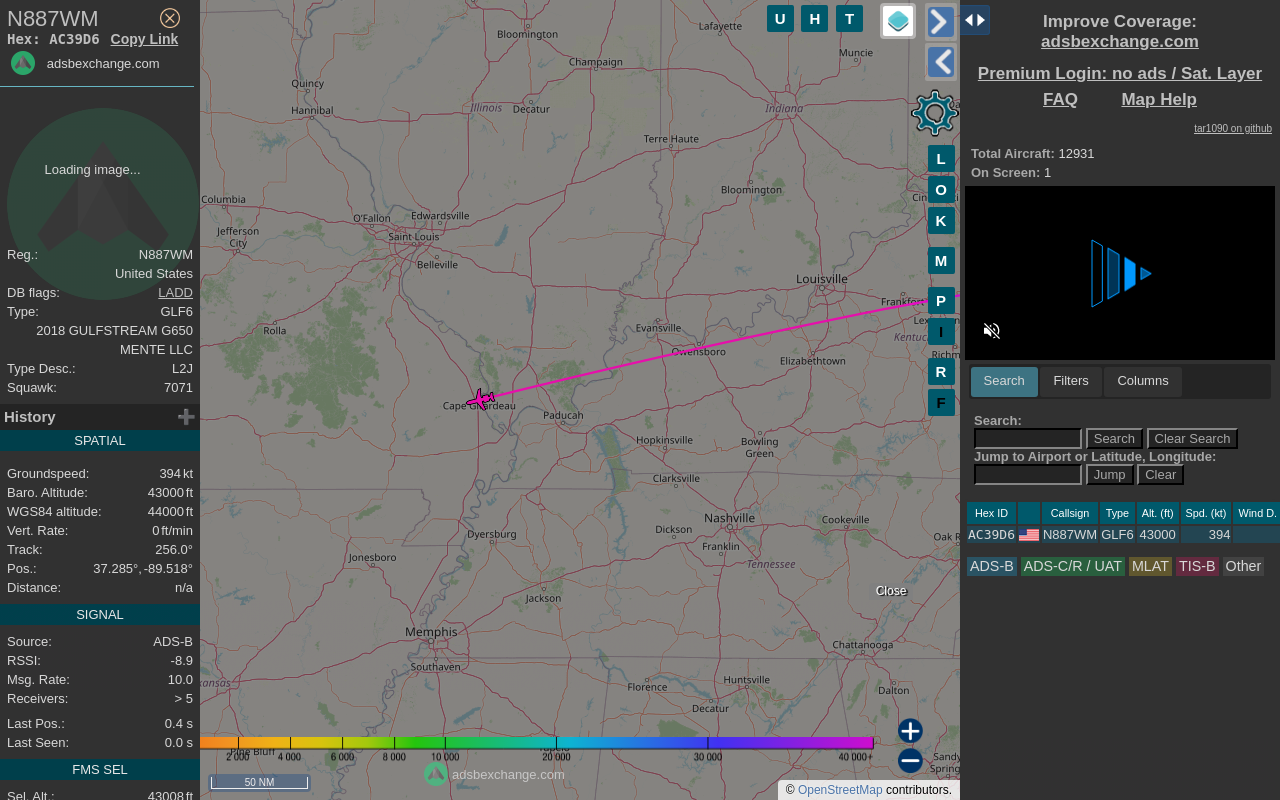 N887WM
Hex: AC39D6 Copy Link
adsbexchange.com
Loading image...
Reg.: N887WM
United States
DB flags: LADD
Type: GLF6
2018 GULFSTREAM G650
MENTE LLC
Type Desc.: L2J
Squawk: 7071
History
SPATIAL
Groundspeed: 394 kt
Baro. Altitude: 43000 ft
WGS84 altitude: 44000 ft
Vert. Rate: 0 ft/min
Track: 256.0°
Pos.: 37.285°, -89.518°
Distance: n/a
SIGNAL
Source: ADS-B
RSSI: -8.9
Msg. Rate: 10.0
Receivers: > 5
Last Pos.: 0.4 s
Last Seen: 0.0 s
FMS SEL
Sel. Alt.: 43008 ft
U H T
L
O
K
M
P
I
R
F
Bloomington
Lafayette
Muncie
Champaign
Quincy
Hannibal
Illinois
Decatur
Indiana
Terre Haute
Bloomington
Columbia
O'Fallon
Edwardsville
Jefferson
City
Saint Louis
Belleville
Louisville
Frankfort
Rolla
Evansville
Owensboro
Elizabethtown
Cape Girardeau
Paducah
Hopkinsville
Bowling
Green
Clarksville
Nashville
Dickson
Cookeville
Franklin
Dyersburg
Jonesboro
Tennessee
Jackson
Close
Memphis
Southaven
Chattanooga
Florence
Huntsville
Decatur
Dalton
Pine Bluff
2 000 4 000 6 000 8 000 10 000 20 000 30 000 40 000+
50 NM
adsbexchange.com
Sandy
Springs
© OpenStreetMap contributors.
Improve Coverage:
adsbexchange.com
Premium Login: no ads / Sat. Layer
FAQ Map Help
tar1090 on github
Total Aircraft: 12931
On Screen: 1
Search Filters Columns
Search:
Search Clear Search
Jump to Airport or Latitude, Longitude:
Jump Clear
Hex ID Callsign Type Alt. (ft) Spd. (kt) Wind D.
AC39D6 N887WM GLF6 43000 394
ADS-B ADS-C/R / UAT MLAT TIS-B Other